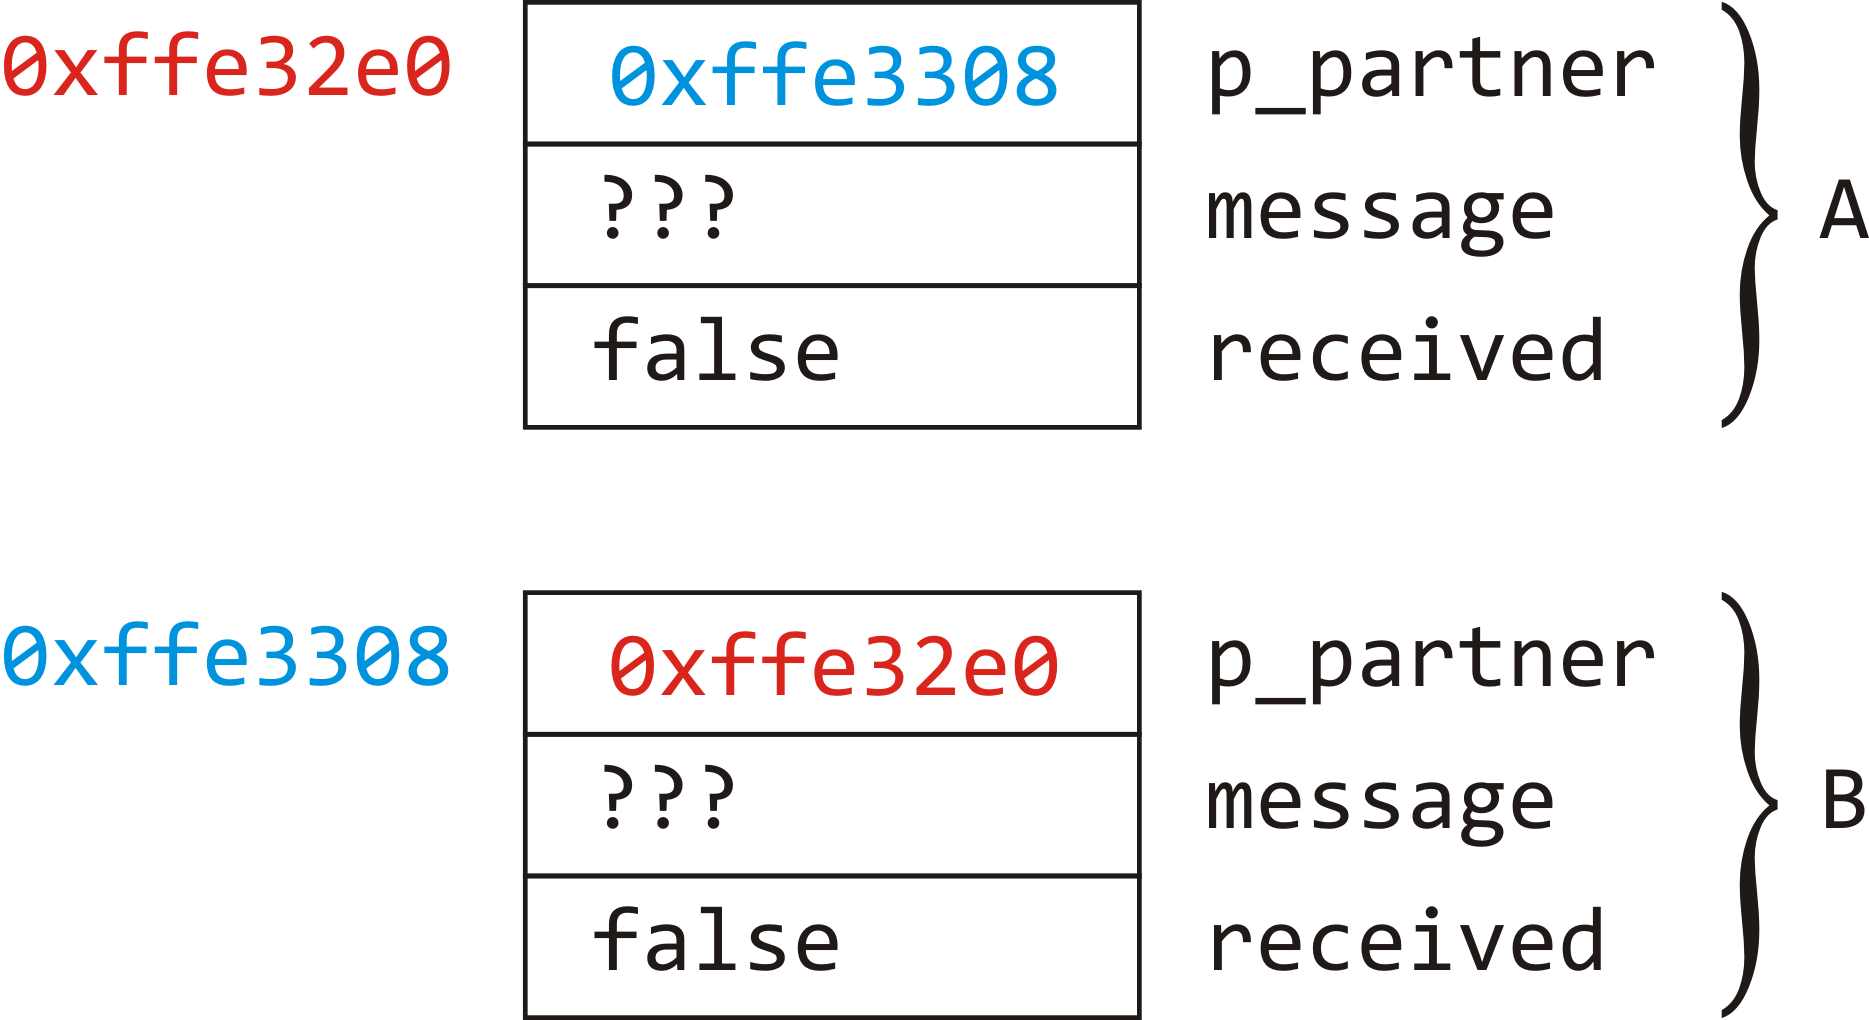 0xffe32e0 0xffe3308 p_partner
??? message A
false received
0xffe3308 0xffe32e0 p_partner
??? message B
false received